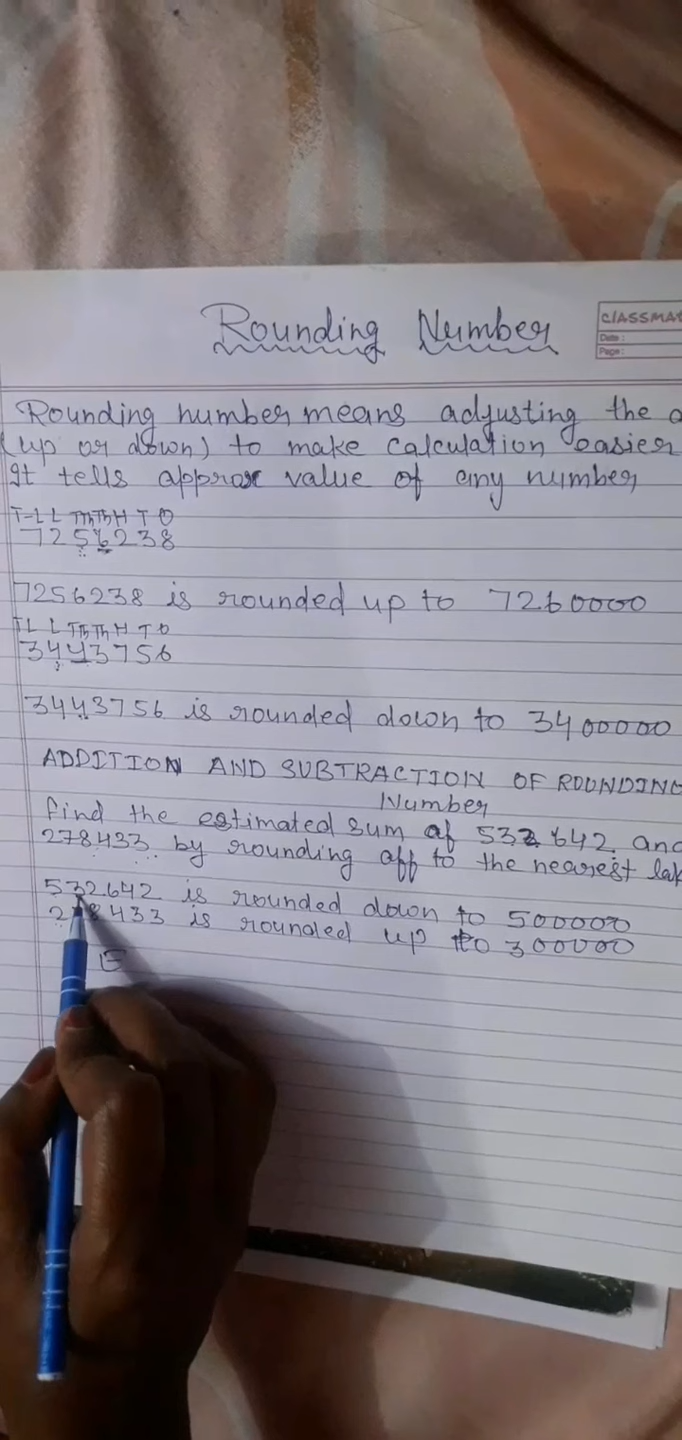 Rounding Number
CLASSMA
Date :
Page :
Rounding number means adjusting the
(up or down) to make calculation easier
It tells approx value of any number
T-L L TTh Th H T O
7256238
7256238 is rounded up to 7260000
TL L TTh Th H T O
3443756
3443756 is rounded down to 3400000
ADDITION AND SUBTRACTION OF ROUNDING
Number
find the estimated sum of 532642 and
278433 by rounding off to the nearest lak
532642 is rounded down to 500000
278433 is rounded up to 300000
E